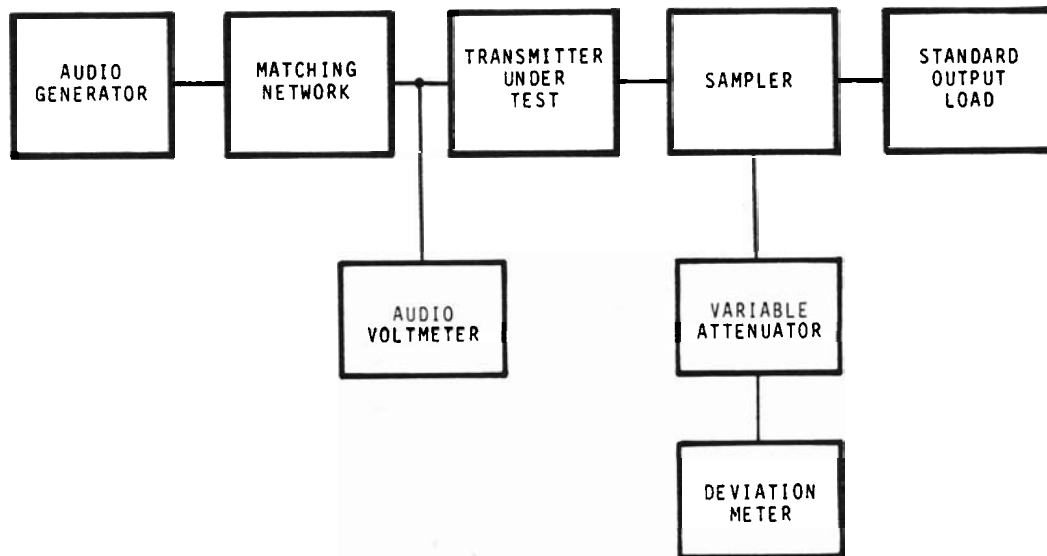 AUDIO
GENERATOR
MATCHING
NETWORK
TRANSMITTER
UNDER
TEST
SAMPLER
STANDARD
OUTPUT
LOAD
AUDIO
VOLTMETER
VARIABLE
ATTENUATOR
DEVIATION
METER